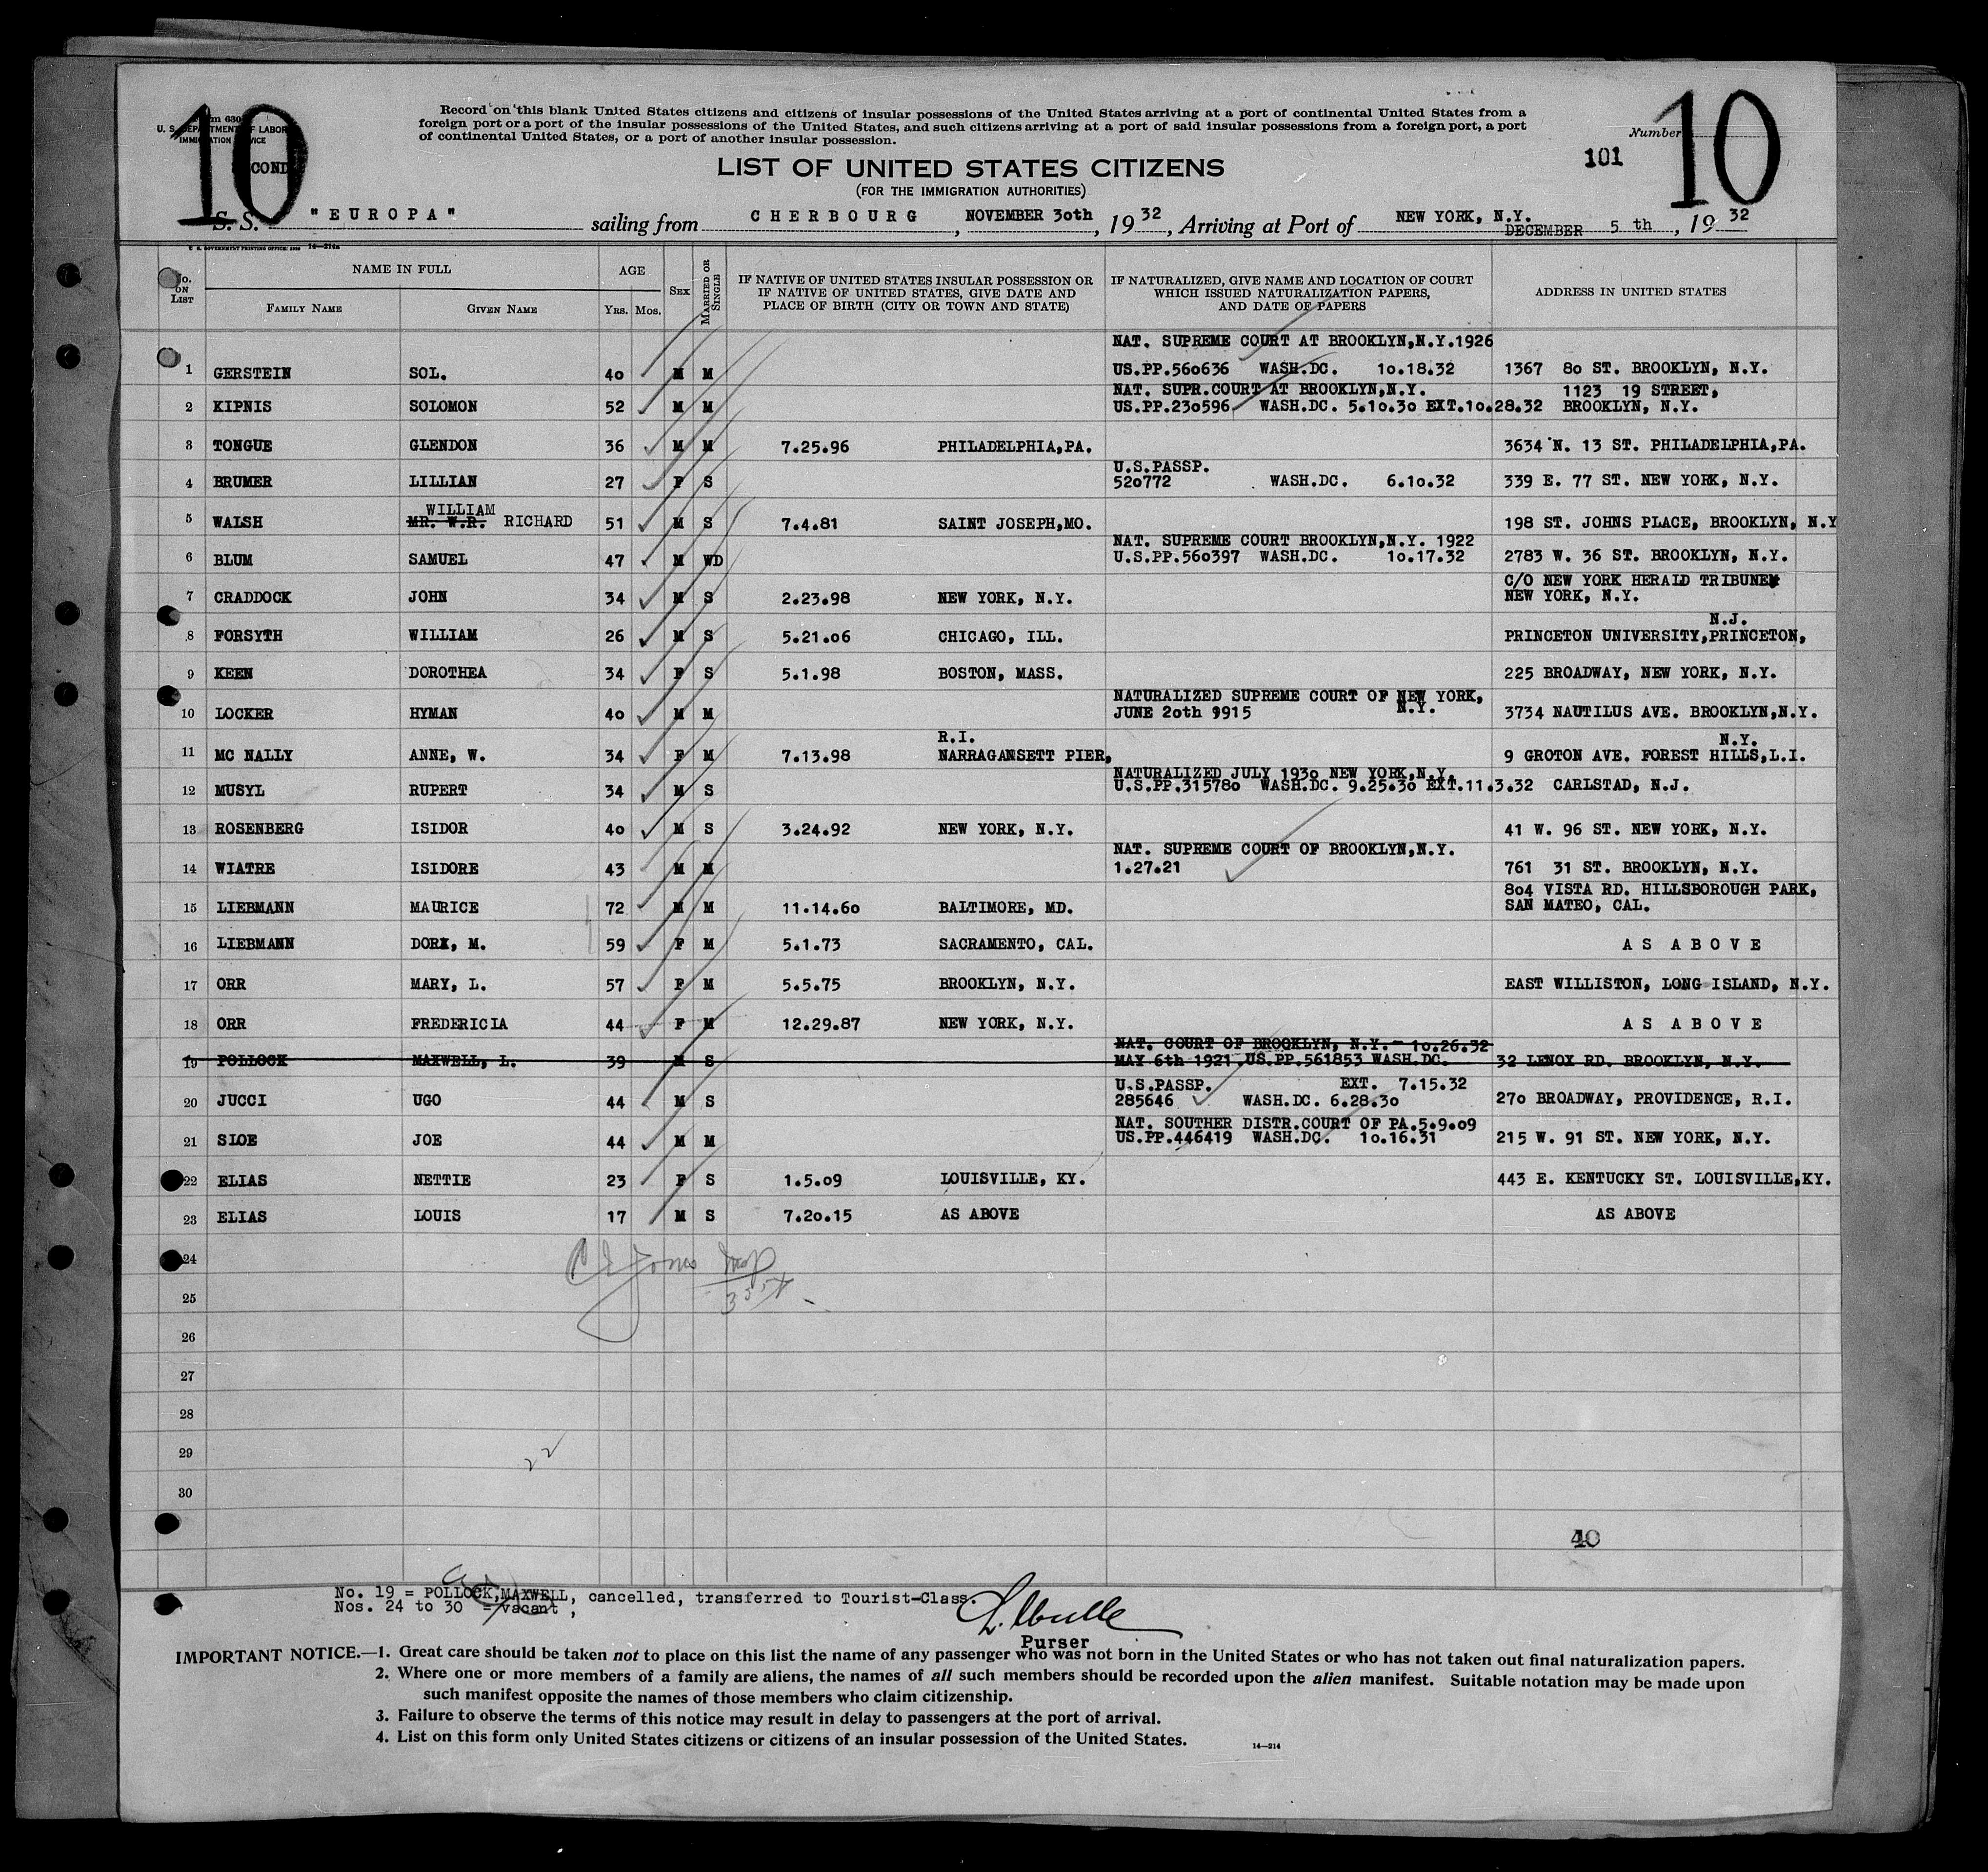 10
10
Record on this blank United States citizens and citizens of insular possessions of the United States arriving at a port of continental United States from a
foreign port or a port of the insular possessions of the United States, and such citizens arriving at a port of said insular possessions from a foreign port, a port
of continental United States, or a port of another insular possession.
Number
101
LIST OF UNITED STATES CITIZENS
(FOR THE IMMIGRATION AUTHORITIES)
S. S. "EUROPA" sailing from CHERBOURG, NOVEMBER 30th, 1932, Arriving at Port of NEW YORK, N.Y. DECEMBER 5 th, 1932
No. ON LIST
NAME IN FULL
FAMILY NAME GIVEN NAME
AGE
YRS. MOS.
SEX
MARRIED OR SINGLE
IF NATIVE OF UNITED STATES INSULAR POSSESSION OR
IF NATIVE OF UNITED STATES, GIVE DATE AND
PLACE OF BIRTH (CITY OR TOWN AND STATE)
IF NATURALIZED, GIVE NAME AND LOCATION OF COURT
WHICH ISSUED NATURALIZATION PAPERS,
AND DATE OF PAPERS
ADDRESS IN UNITED STATES
NAT. SUPREME COURT AT BROOKLYN,N.Y.1926
1 GERSTEIN SOL. 40 M M US.PP.560636 WASH.DC. 10.18.32 1367 80 ST. BROOKLYN, N.Y.
NAT. SUPR.COURT AT BROOKLYN,N.Y. 1123 19 STREET,
2 KIPNIS SOLOMON 52 M M US.PP.230596 WASH.DC. 5.10.30 EXT.10.28.32 BROOKLYN, N.Y.
3 TONGUE GLENDON 36 M M 7.25.96 PHILADELPHIA,PA. 3634 N. 13 ST. PHILADELPHIA,PA.
U.S.PASSP.
4 BRUMER LILLIAN 27 F S 520772 WASH.DC. 6.10.32 339 E. 77 ST. NEW YORK, N.Y.
WILLIAM
5 WALSH MR. W.R. RICHARD 51 M S 7.4.81 SAINT JOSEPH,MO. 198 ST. JOHNS PLACE, BROOKLYN, N.Y
NAT. SUPREME COURT BROOKLYN,N.Y. 1922
6 BLUM SAMUEL 47 M WD U.S.PP.560397 WASH.DC. 10.17.32 2783 W. 36 ST. BROOKLYN, N.Y.
C/O NEW YORK HERALD TRIBUNE
7 CRADDOCK JOHN 34 M S 2.23.98 NEW YORK, N.Y. NEW YORK, N.Y.
N.J.
8 FORSYTH WILLIAM 26 M S 5.21.06 CHICAGO, ILL. PRINCETON UNIVERSITY,PRINCETON,
9 KEEN DOROTHEA 34 F S 5.1.98 BOSTON, MASS. 225 BROADWAY, NEW YORK, N.Y.
NATURALIZED SUPREME COURT OF NEW YORK,
N.Y.
10 LOCKER HYMAN 40 M M JUNE 20th 9915 3734 NAUTILUS AVE. BROOKLYN,N.Y.
R.I. N.Y.
11 MC NALLY ANNE, W. 34 F M 7.13.98 NARRAGANSETT PIER, 9 GROTON AVE. FOREST HILLS,L.I.
NATURALIZED JULY 1930 NEW YORK,N.Y.
12 MUSYL RUPERT 34 M S U.S.PP.315780 WASH.DC. 9.25.30 EXT.11.3.32 CARLSTAD, N.J.
13 ROSENBERG ISIDOR 40 M S 3.24.92 NEW YORK, N.Y. 41 W. 96 ST. NEW YORK, N.Y.
NAT. SUPREME COURT OF BROOKLYN,N.Y.
14 WIATRE ISIDORE 43 M M 1.27.21 761 31 ST. BROOKLYN, N.Y.
804 VISTA RD. HILLSBOROUGH PARK,
15 LIEBMANN MAURICE 72 M M 11.14.60 BALTIMORE, MD. SAN MATEO, CAL.
16 LIEBMANN , M. 59 F M 5.1.73 SACRAMENTO, CAL. AS ABOVE
17 ORR MARY, L. 57 F M 5.5.75 BROOKLYN, N.Y. EAST WILLISTON, LONG ISLAND, N.Y.
18 ORR FREDERICIA 44 F M 12.29.87 NEW YORK, N.Y. AS ABOVE
NAT. COURT OF BROOKLYN, N.Y.- 10.26.32
19 POLLOCK MAXWELL, L. 39 M S MAY 6th 1921.US.PP.561853 WASH.DC. 32 LENOX RD. BROOKLYN, N.Y.
U.S.PASSP. EXT. 7.15.32
20 JUCCI UGO 44 M S 285646 WASH.DC. 6.28.30 270 BROADWAY, PROVIDENCE, R.I.
NAT. SOUTHER DISTR.COURT OF PA.5.9.09
21 SLOE JOE 44 M M US.PP.446419 WASH.DC. 10.16.31 215 W. 91 ST. NEW YORK, N.Y.
22 ELIAS NETTIE 23 F S 1.5.09 LOUISVILLE, KY. 443 E. KENTUCKY ST. LOUISVILLE,KY.
23 ELIAS LOUIS 17 M S 7.20.15 AS ABOVE AS ABOVE
24
25
26
27
28
29
30
22
40
No. 19 = POLLOCK,MAXWELL, cancelled, transferred to Tourist-Class.
Nos. 24 to 30 = vacant,
Purser
IMPORTANT NOTICE.—1. Great care should be taken not to place on this list the name of any passenger who was not born in the United States or who has not taken out final naturalization papers.
2. Where one or more members of a family are aliens, the names of all such members should be recorded upon the alien manifest. Suitable notation may be made upon
such manifest opposite the names of those members who claim citizenship.
3. Failure to observe the terms of this notice may result in delay to passengers at the port of arrival.
4. List on this form only United States citizens or citizens of an insular possession of the United States.
14—214